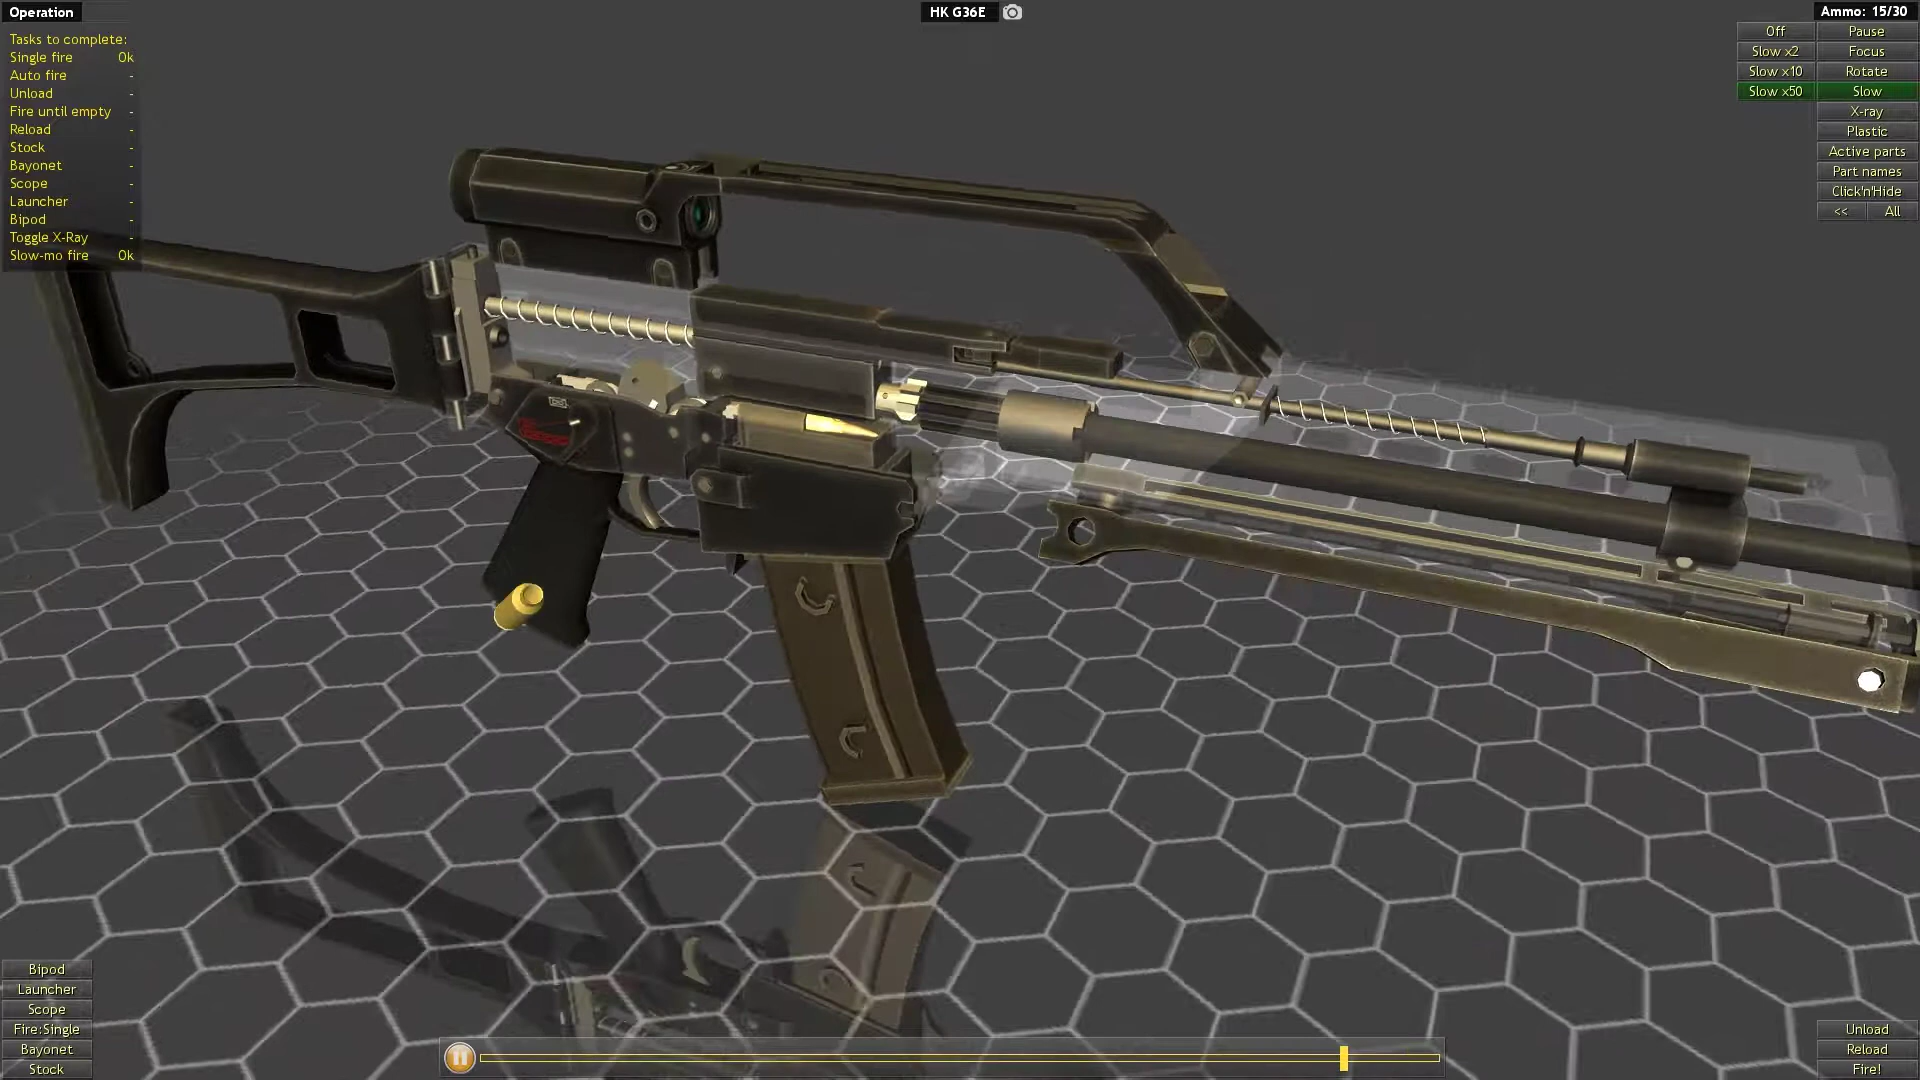 Operation
HK G36E
Ammo: 15/30
Tasks to complete:
Single fire Ok
Auto fire -
Unload -
Fire until empty -
Reload -
Stock -
Bayonet -
Scope -
Launcher -
Bipod -
Toggle X-Ray -
Slow-mo fire Ok
Off Pause
Slow x2 Focus
Slow x10 Rotate
Slow x50 Slow
X-ray
Plastic
Active parts
Part names
Click'n'Hide
<< All
Bipod
Launcher
Scope
Fire:Single
Bayonet
Stock
Unload
Reload
Fire!